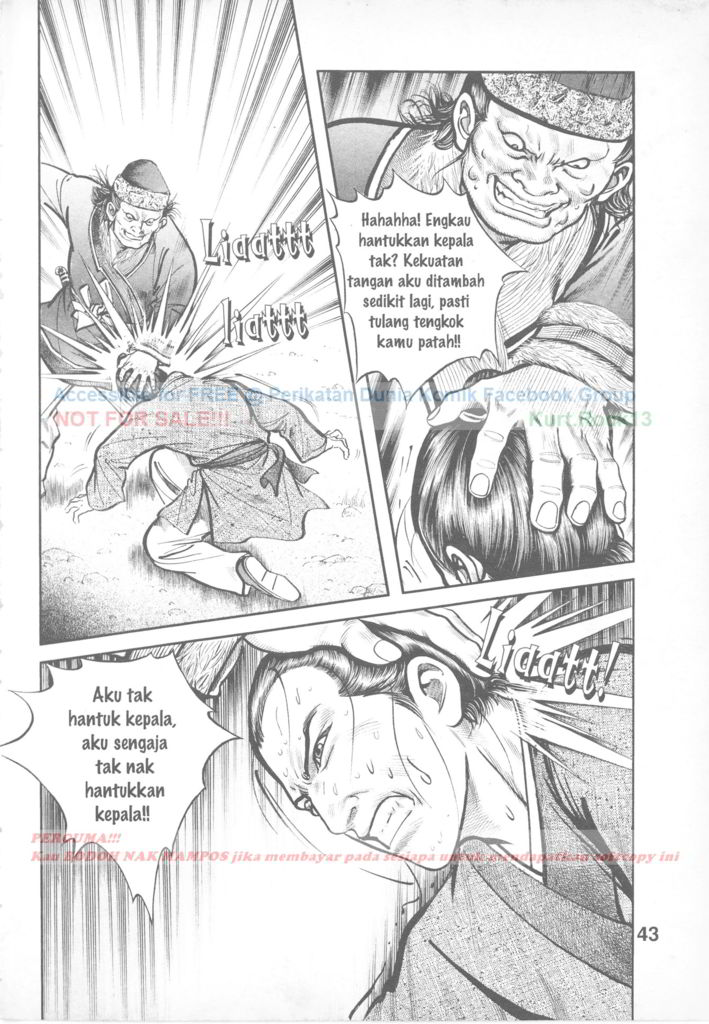 Liaattt
liattt
Hahahha! Engkau
hantukkan kepala
tak? Kekuatan
tangan aku ditambah
sedikit lagi, pasti
tulang tengkok
kamu patah!!
Accessible for FREE @ Perikatan Dunia Komik Facebook Group
NOT FOR SALE!!!
Kurt.Rock13
Liaatt!
Aku tak
hantuk kepala,
aku sengaja
tak nak
hantukkan
kepala!!
PERCUMA!!!
Kau BODOH NAK MAMPOS jika membayar pada sesiapa untuk mendapatkan softcopy ini
43